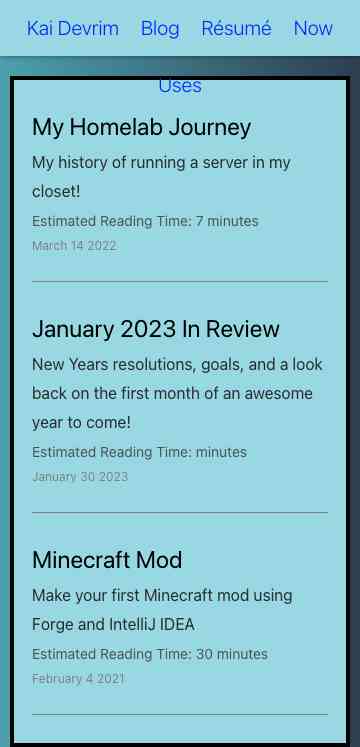 Kai Devrim Blog Résumé Now
Uses
My Homelab Journey
My history of running a server in my
closet!
Estimated Reading Time: 7 minutes
March 14 2022
January 2023 In Review
New Years resolutions, goals, and a look
back on the first month of an awesome
year to come!
Estimated Reading Time: minutes
January 30 2023
Minecraft Mod
Make your first Minecraft mod using
Forge and IntelliJ IDEA
Estimated Reading Time: 30 minutes
February 4 2021